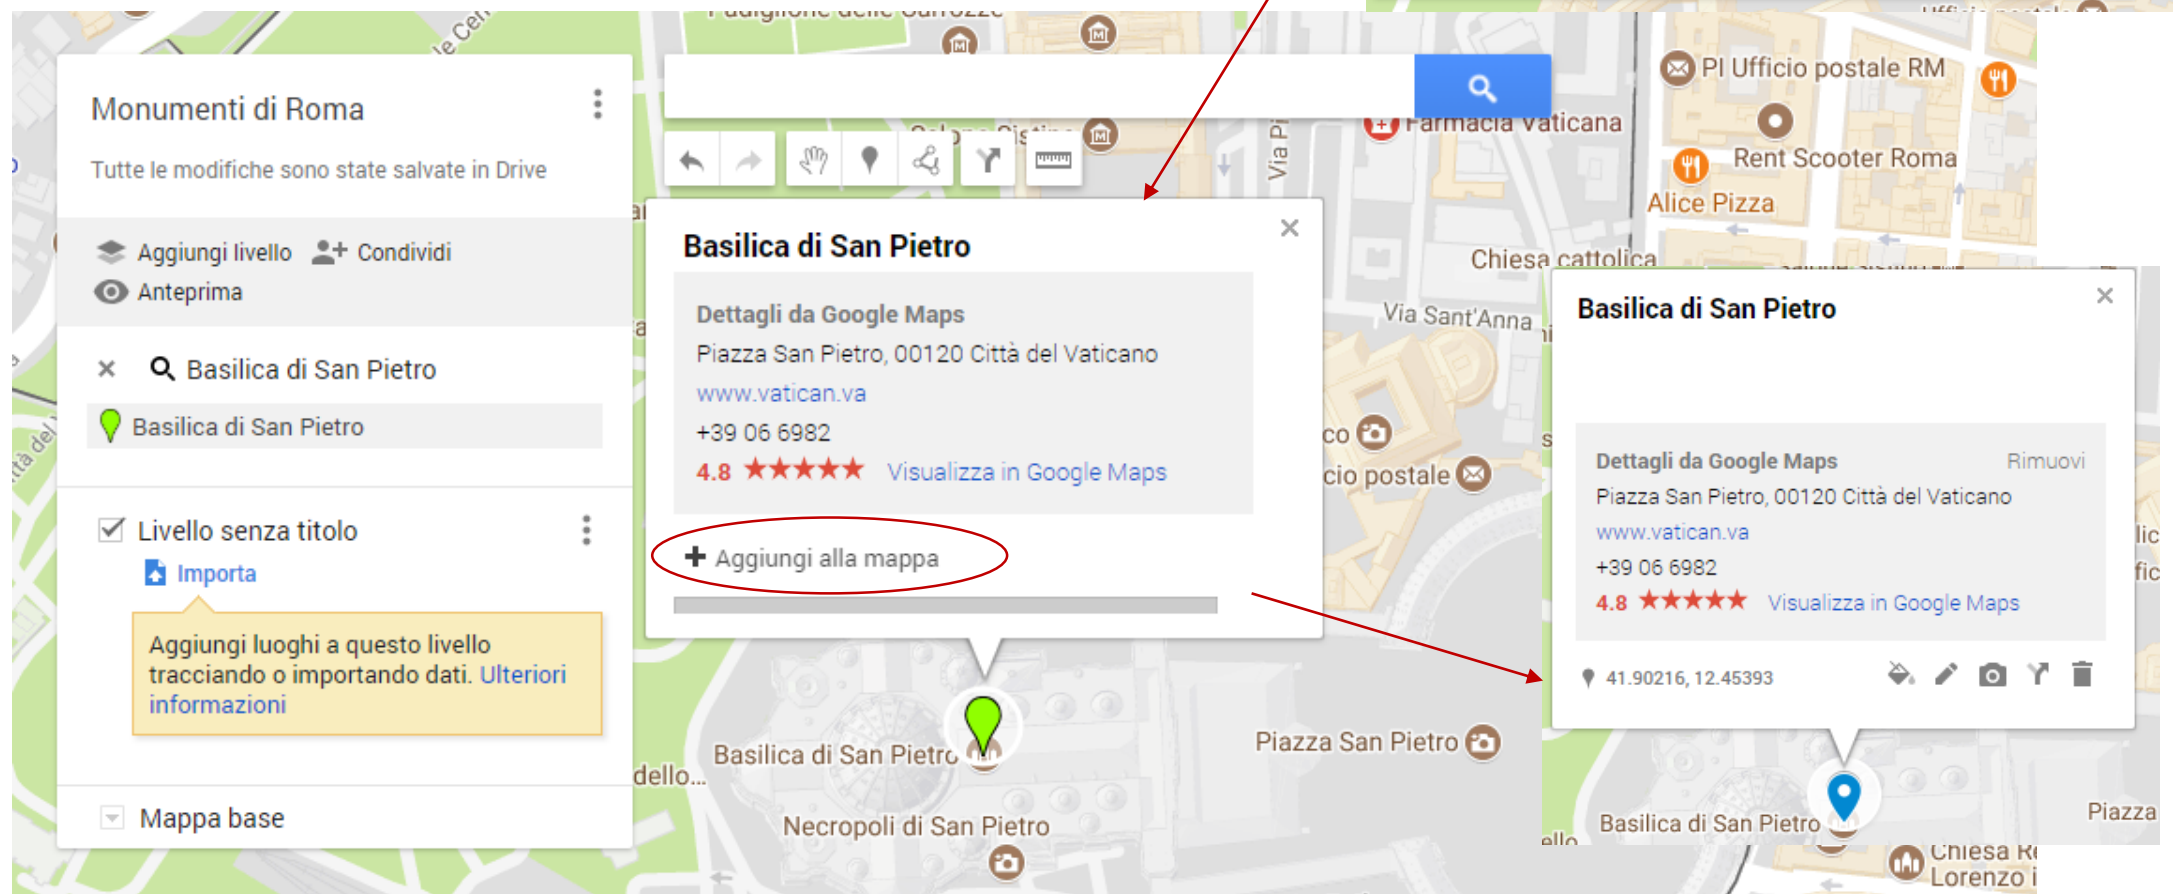 Monumenti di Roma
Tutte le modifiche sono state salvate in Drive
Aggiungi livello
Condividi
Anteprima
Basilica di San Pietro
Basilica di San Pietro
Livello senza titolo
Importa
Aggiungi luoghi a questo livello
tracciando o importando dati. Ulteriori
informazioni
Mappa base
Basilica di San Pietro
Dettagli da Google Maps
Piazza San Pietro, 00120 Città del Vaticano
www.vatican.va
+39 06 6982
4.8 ★★★★★ Visualizza in Google Maps
+ Aggiungi alla mappa
Basilica di San Pietro
Necropoli di San Pietro
Piazza San Pietro
dello...
PI Ufficio postale RM
Farmacia Vaticana
Rent Scooter Roma
Alice Pizza
Chiesa cattolica
Via Sant'Anna
Via Pi
co
cio postale
Basilica di San Pietro
Dettagli da Google Maps
Rimuovi
Piazza San Pietro, 00120 Città del Vaticano
www.vatican.va
+39 06 6982
4.8 ★★★★★ Visualizza in Google Maps
41.90216, 12.45393
Basilica di San Pietro
Piazza
ello
Chiesa
Lorenzo i